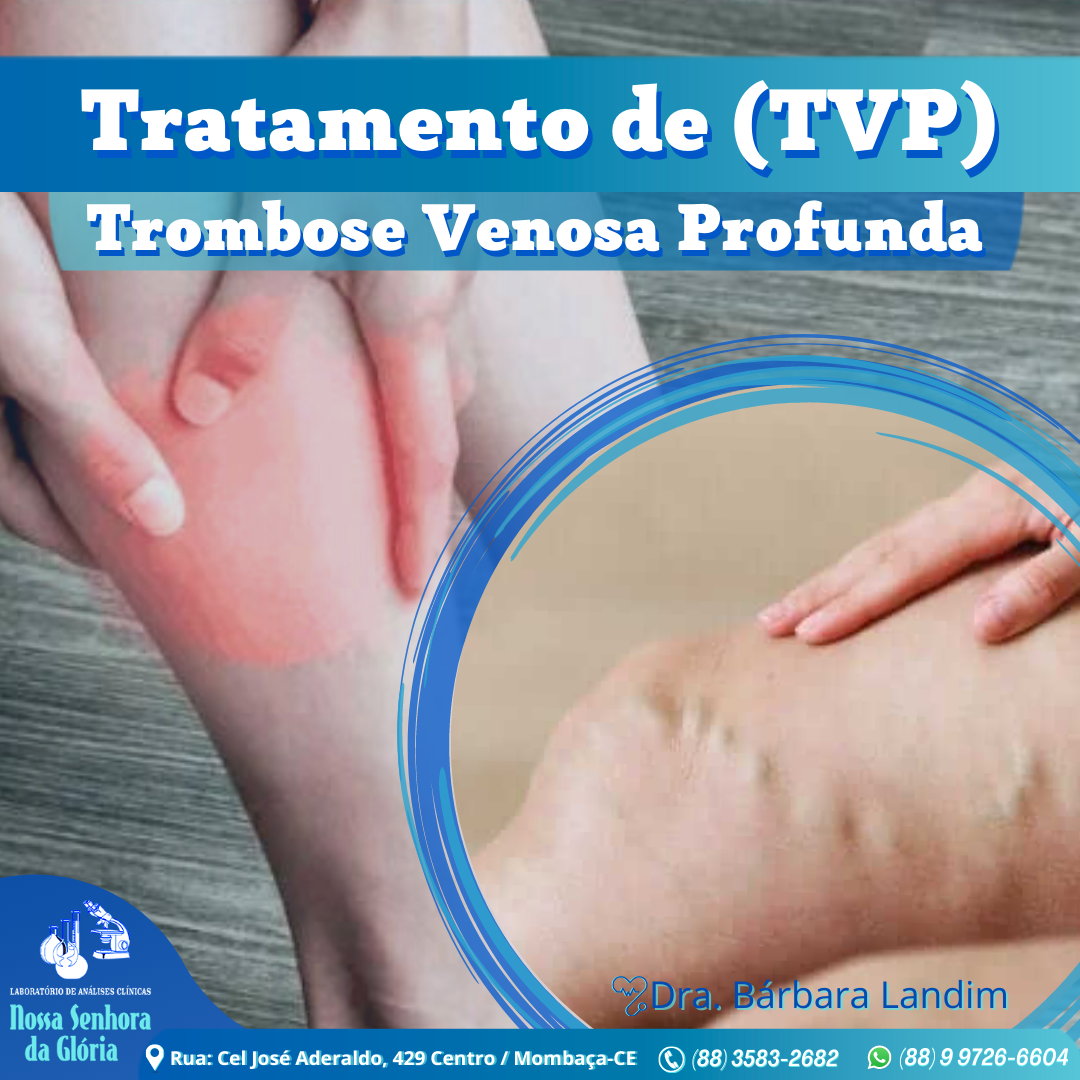 Tratamento de (TVP)
Trombose Venosa Profunda
Dra. Bárbara Landim
LABORATÓRIO DE ANÁLISES CLÍNICAS
Nossa Senhora
da Glória
Rua: Cel José Aderaldo, 429 Centro / Mombaça-CE
(88) 3583-2682
(88) 9 9726-6604